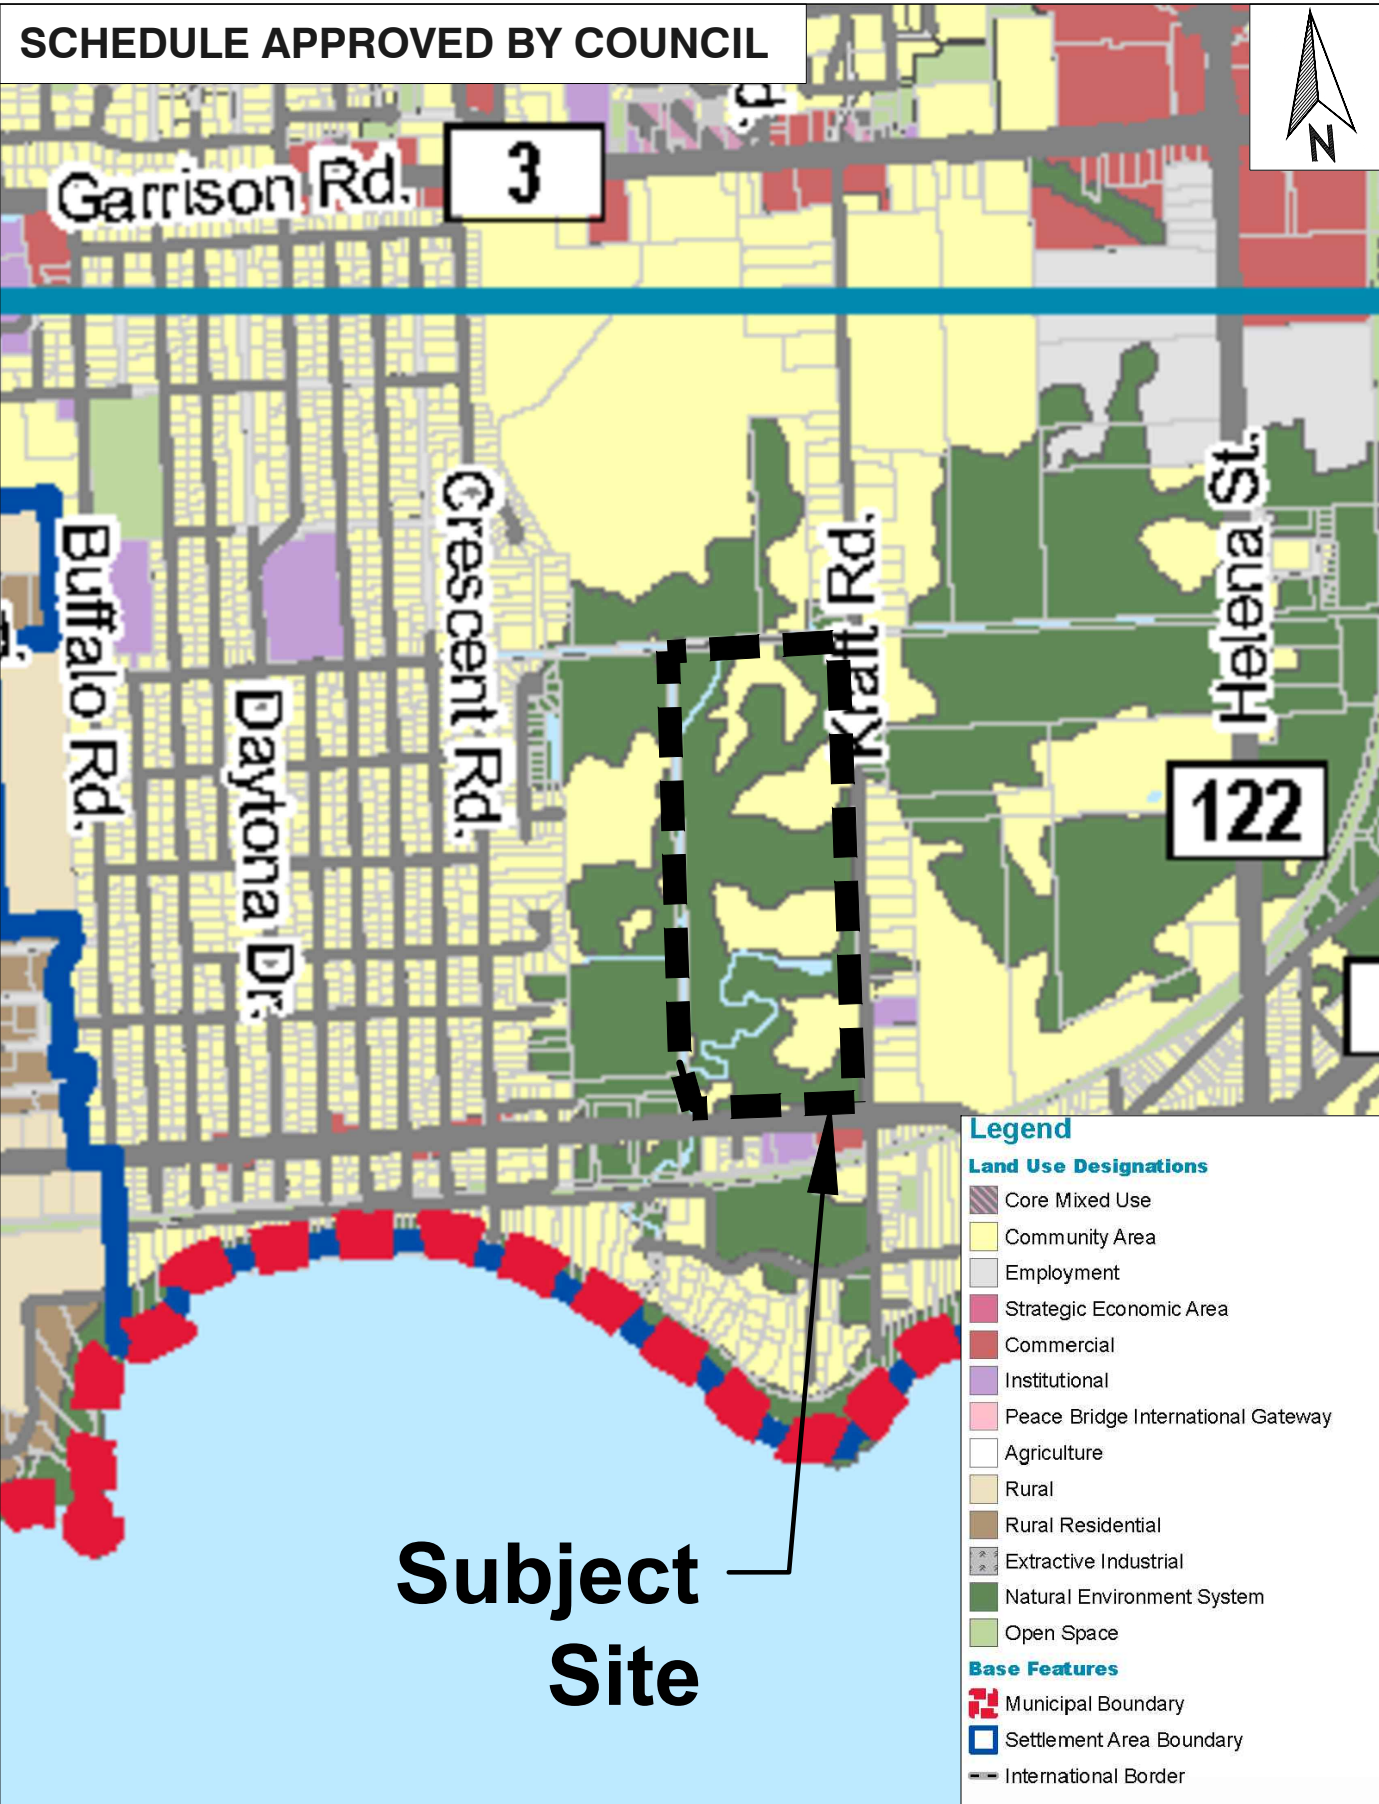 SCHEDULE APPROVED BY COUNCIL
N
Garrison Rd.
3
Buffalo Rd.
Daytona Dr.
Crescent Rd.
Kraft Rd.
Helena St.
122
Subject
Site
Legend
Land Use Designations
Core Mixed Use
Community Area
Employment
Strategic Economic Area
Commercial
Institutional
Peace Bridge International Gateway
Agriculture
Rural
Rural Residential
Extractive Industrial
Natural Environment System
Open Space
Base Features
Municipal Boundary
Settlement Area Boundary
International Border